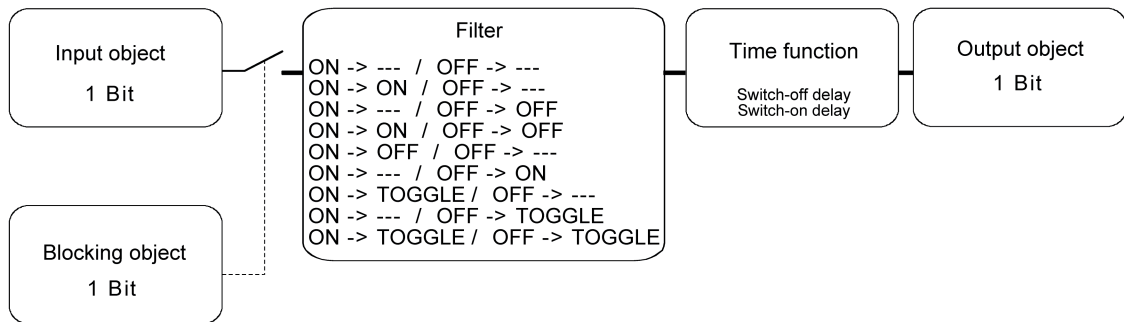 Input object
1 Bit
Blocking object
1 Bit
Filter
ON -> --- / OFF -> ---
ON -> ON / OFF -> ---
ON -> --- / OFF -> OFF
ON -> ON / OFF -> OFF
ON -> OFF / OFF -> ---
ON -> --- / OFF -> ON
ON -> TOGGLE / OFF -> ---
ON -> --- / OFF -> TOGGLE
ON -> TOGGLE / OFF -> TOGGLE
Time function
Switch-off delay
Switch-on delay
Output object
1 Bit